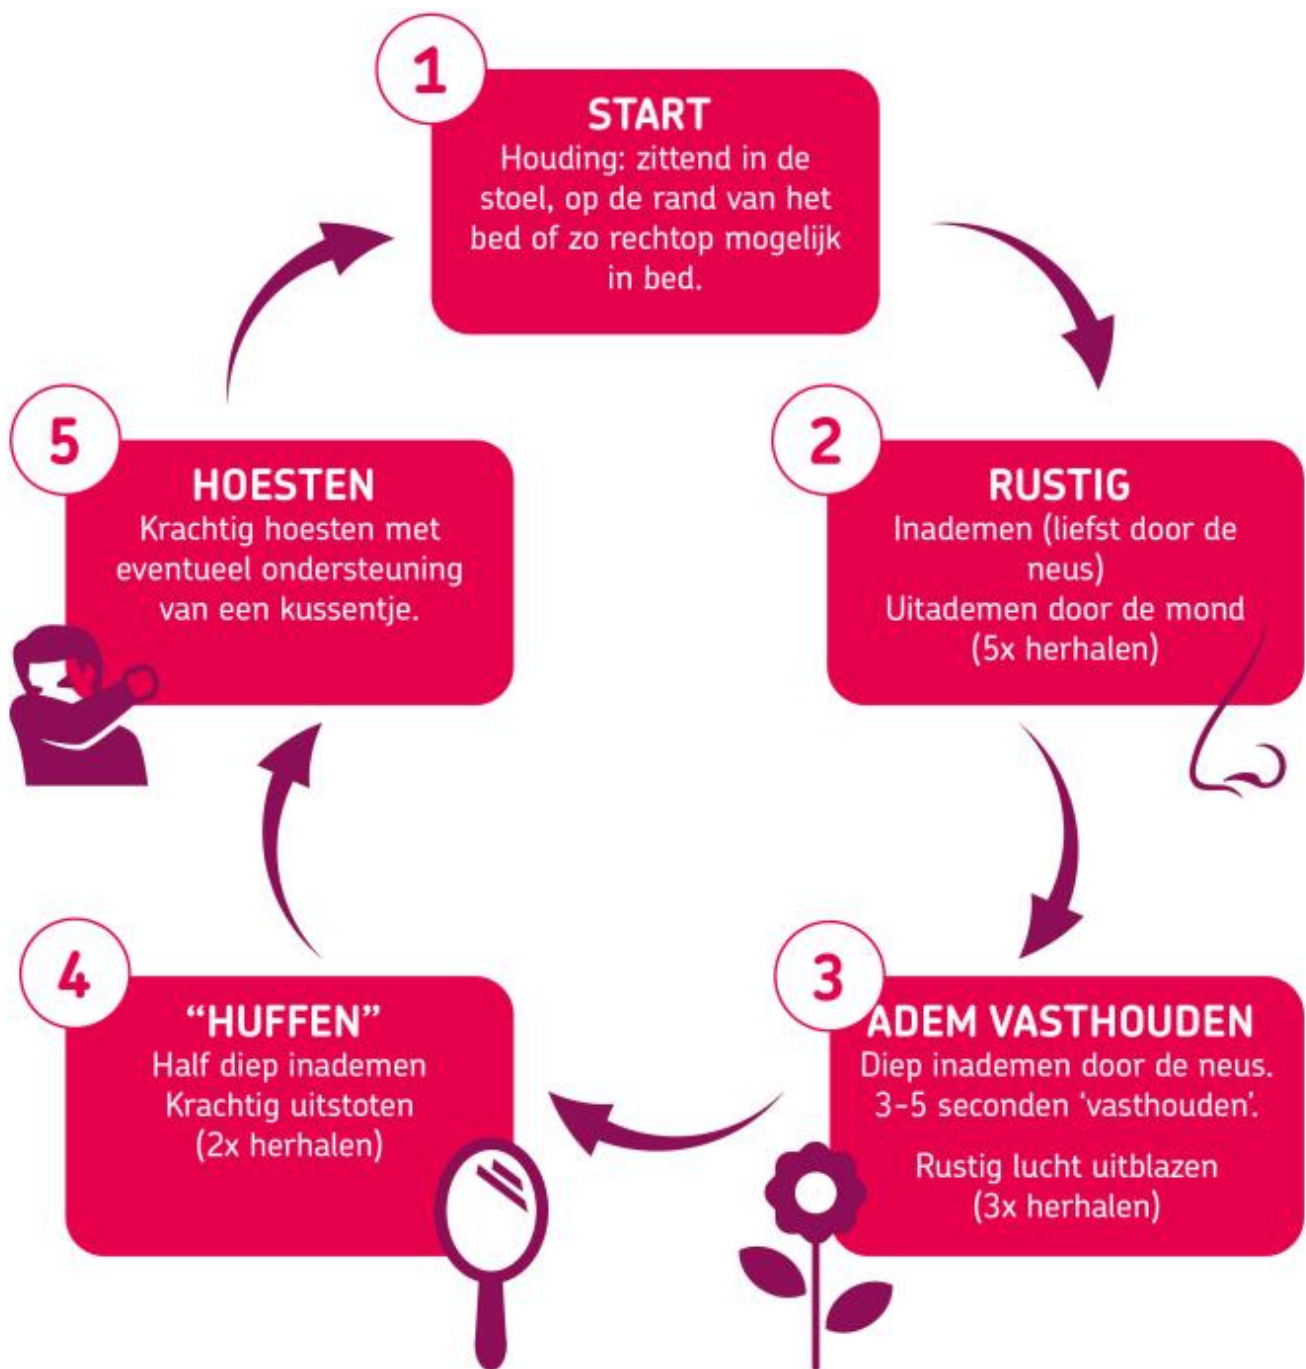 1
START
Houding: zittend in de
stoel, op de rand van het
bed of zo rechtop mogelijk
in bed.
2
RUSTIG
Inademen (liefst door de
neus)
Uitademen door de mond
(5x herhalen)
3
ADEM VASTHOUDEN
Diep inademen door de neus.
3-5 seconden ‘vasthouden’.
Rustig lucht uitblazen
(3x herhalen)
4
“HUFFEN”
Half diep inademen
Krachtig uitstoten
(2x herhalen)
5
HOESTEN
Krachtig hoesten met
eventueel ondersteuning
van een kussentje.